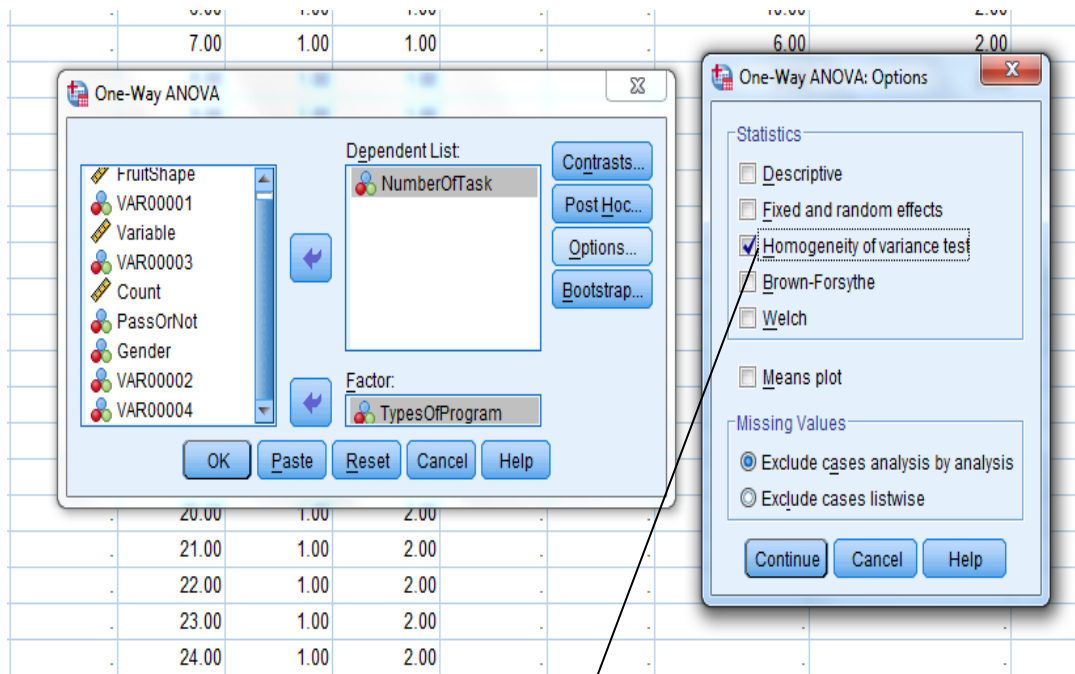 7.00 1.00 1.00 . . 6.00 2.00
One-Way ANOVA
FruitShape
VAR00001
Variable
VAR00003
Count
PassOrNot
Gender
VAR00002
VAR00004
Dependent List:
NumberOfTask
Factor:
TypesOfProgram
Contrasts...
Post Hoc...
Options...
Bootstrap...
OK Paste Reset Cancel Help
One-Way ANOVA: Options
Statistics
Descriptive
Fixed and random effects
Homogeneity of variance test
Brown-Forsythe
Welch
Means plot
Missing Values
Exclude cases analysis by analysis
Exclude cases listwise
Continue Cancel Help
. 20.00 1.00 2.00 . .
. 21.00 1.00 2.00 . .
. 22.00 1.00 2.00 . . . .
. 23.00 1.00 2.00 . . . .
. 24.00 1.00 2.00 . . . .